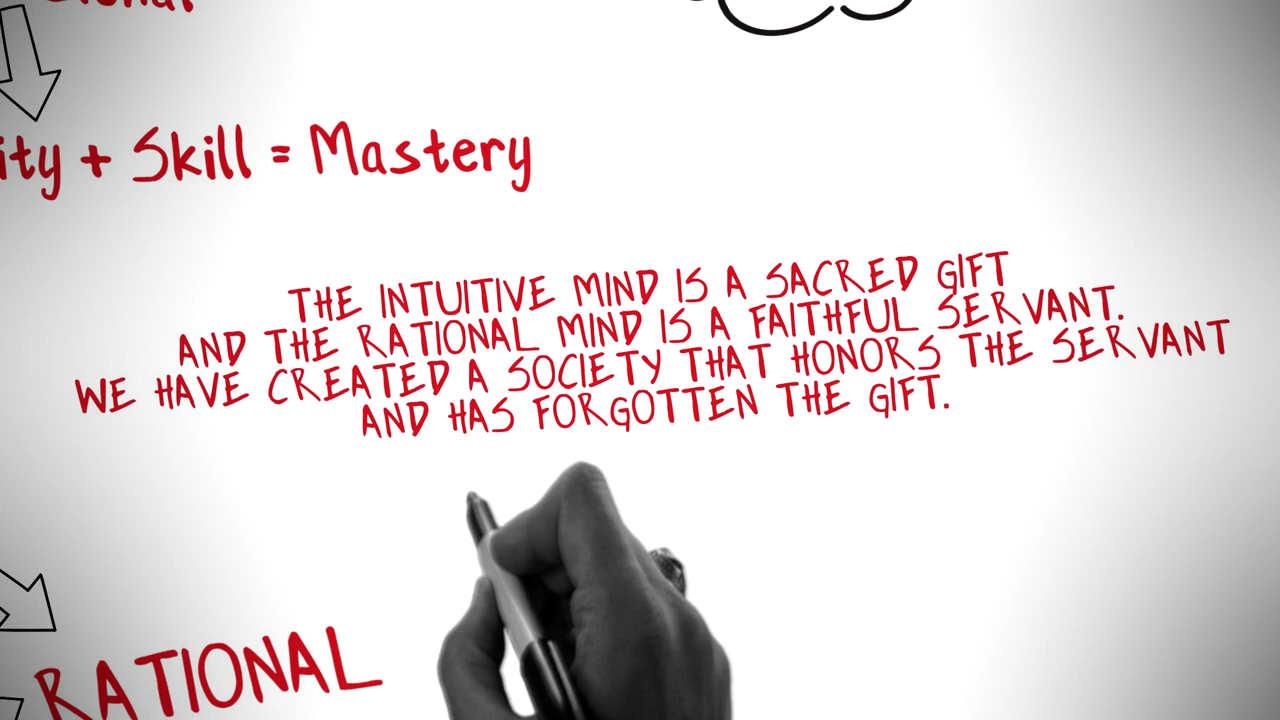 ity + Skill = Mastery
THE INTUITIVE MIND IS A SACRED GIFT
AND THE RATIONAL MIND IS A FAITHFUL SERVANT.
WE HAVE CREATED A SOCIETY THAT HONORS THE SERVANT
AND HAS FORGOTTEN THE GIFT.
RATIONAL